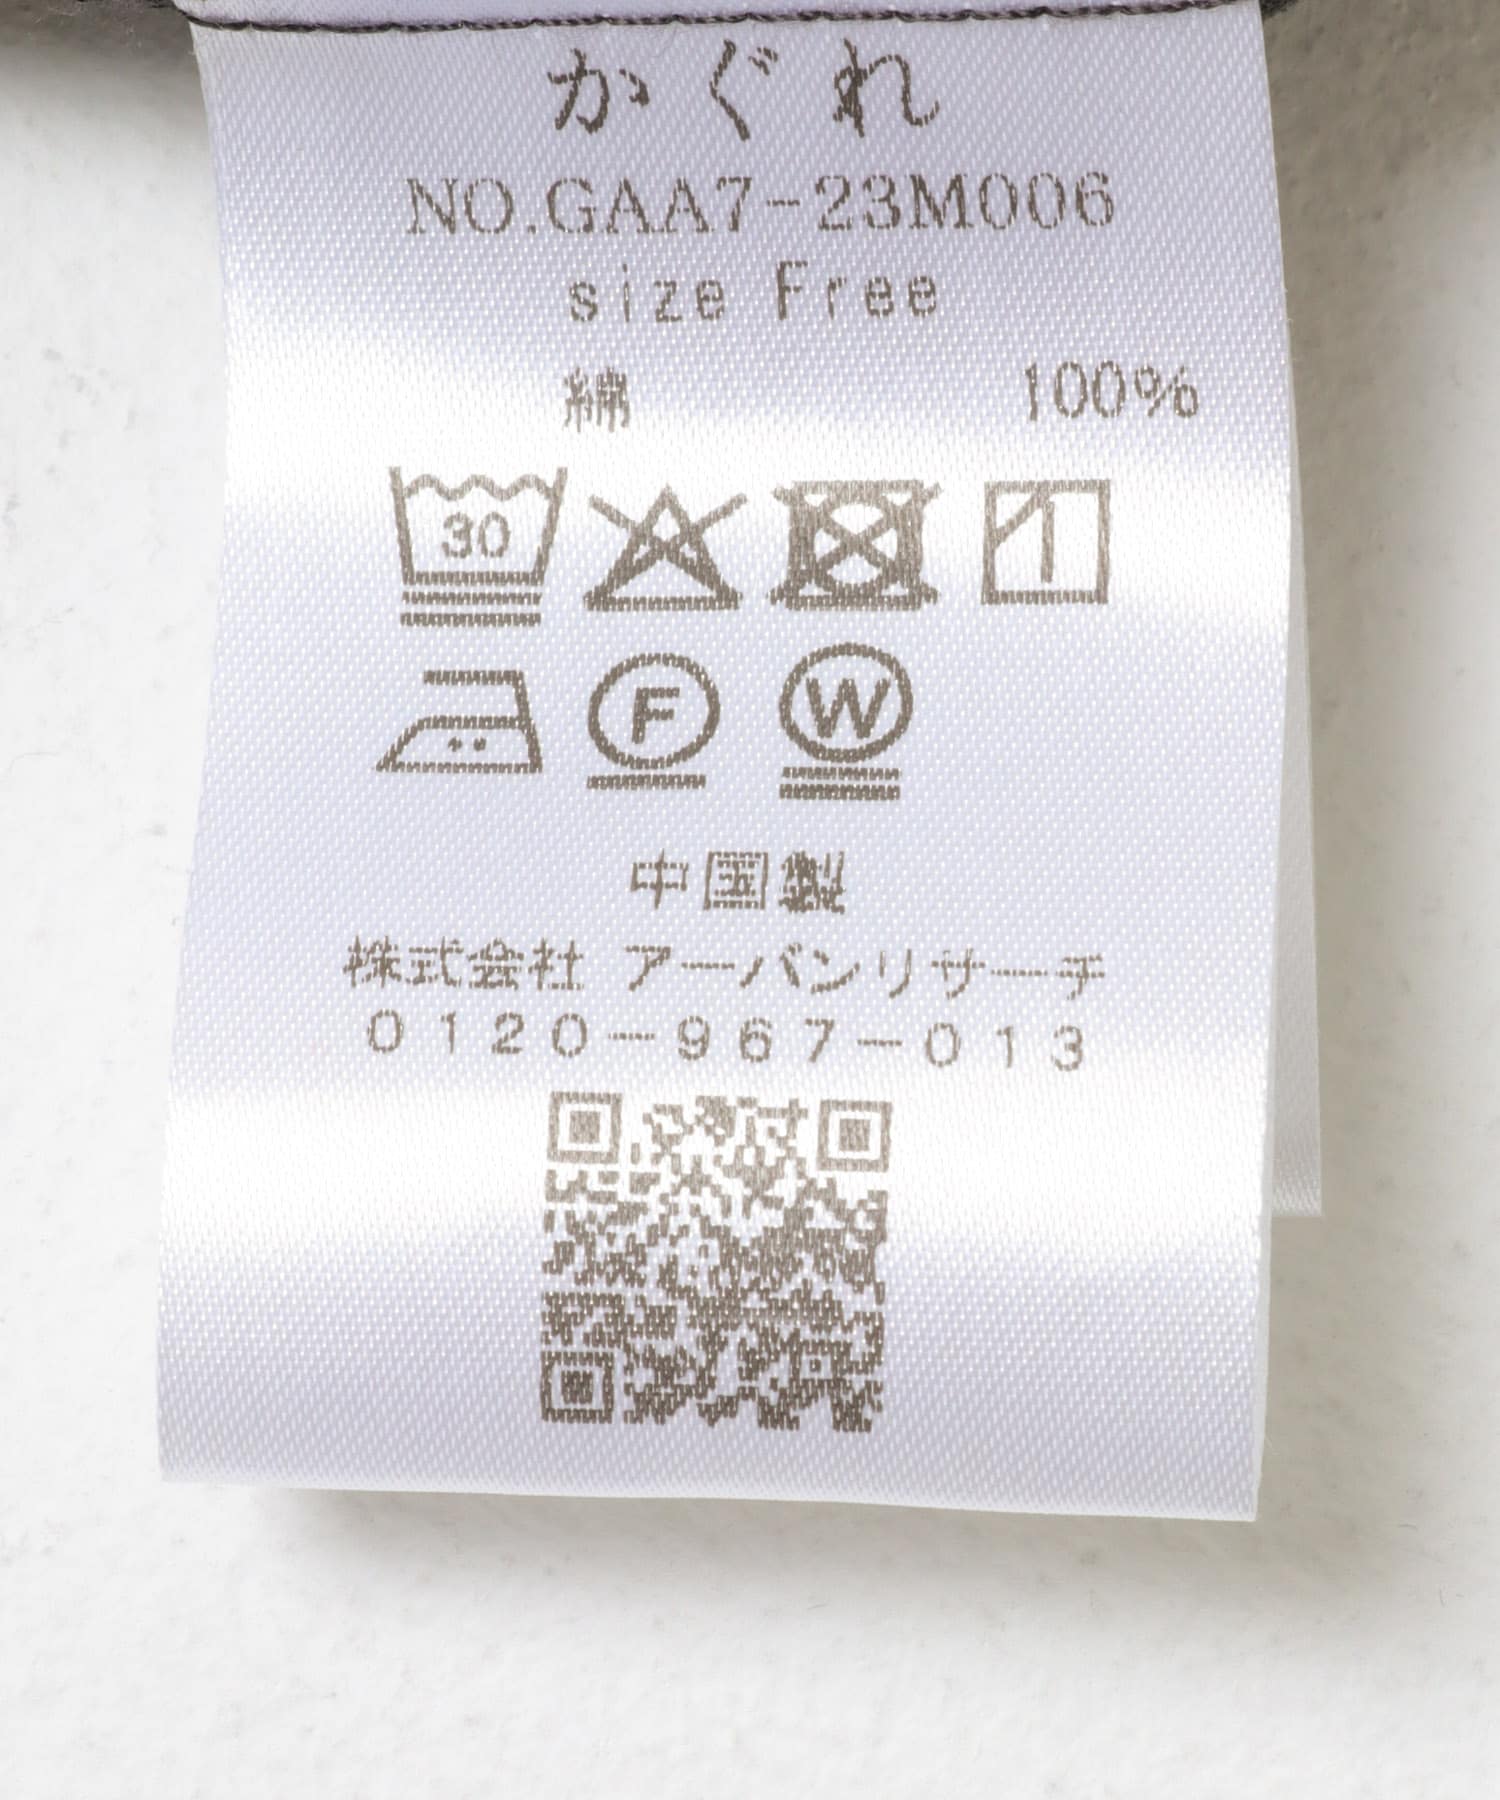 かぐれ
NO.GAA7-23M006
size Free
綿 100%
30
F W
中国製
株式会社 アーバンリサーチ
0120-967-013